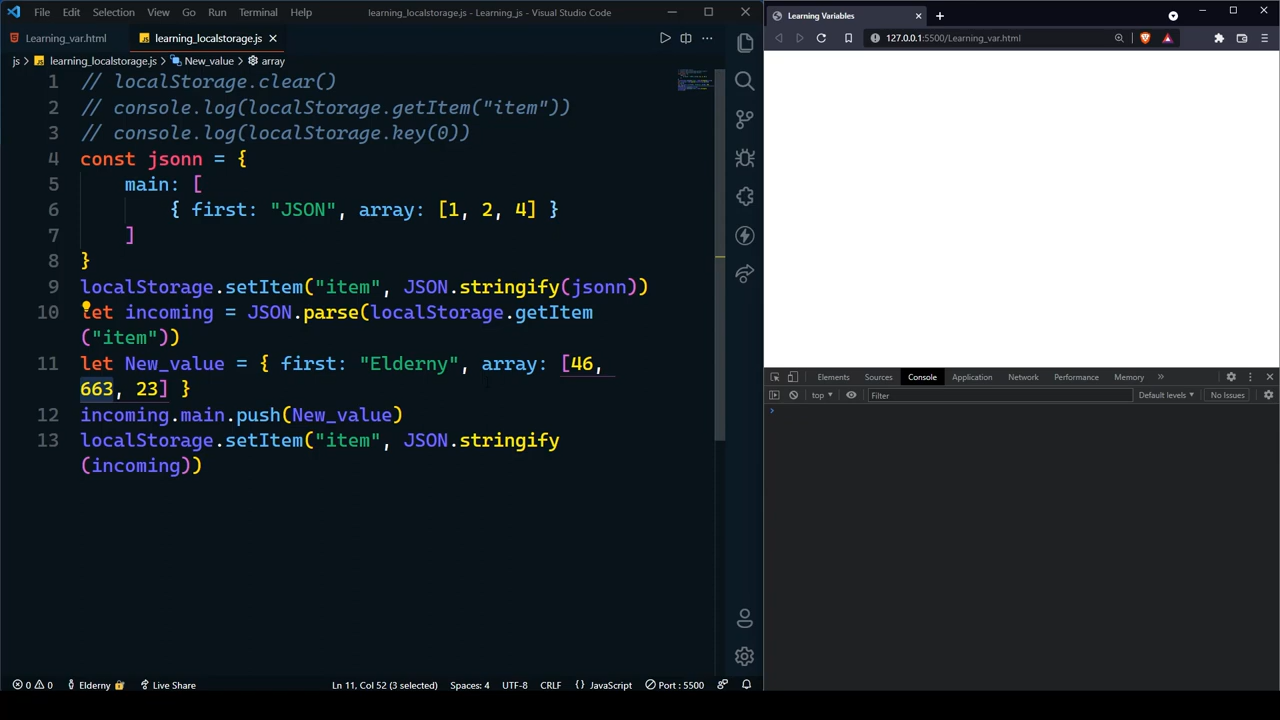 File Edit Selection View Go Run Terminal Help learning_localstorage.js - Learning_js - Visual Studio Code
Learning_var.html learning_localstorage.js
js > learning_localstorage.js > New_value > array
1 // localStorage.clear()
2 // console.log(localStorage.getItem("item"))
3 // console.log(localStorage.key(0))
4 const jsonn = {
5 main: [
6 { first: "JSON", array: [1, 2, 4] }
7 ]
8 }
9 localStorage.setItem("item", JSON.stringify(jsonn))
10 let incoming = JSON.parse(localStorage.getItem
("item"))
11 let New_value = { first: "Elderny", array: [46,
663, 23] }
12 incoming.main.push(New_value)
13 localStorage.setItem("item", JSON.stringify
(incoming))
0 0 Elderny Live Share Ln 11, Col 52 (3 selected) Spaces: 4 UTF-8 CRLF {} JavaScript Port : 5500
Learning Variables
127.0.0.1:5500/Learning_var.html
Elements Sources Console Application Performance Memory »
top Filter Default levels No Issues